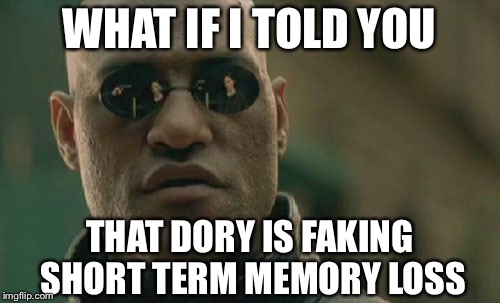 WHAT IF I TOLD YOU
THAT DORY IS FAKING
SHORT TERM MEMORY LOSS
imgflip.com